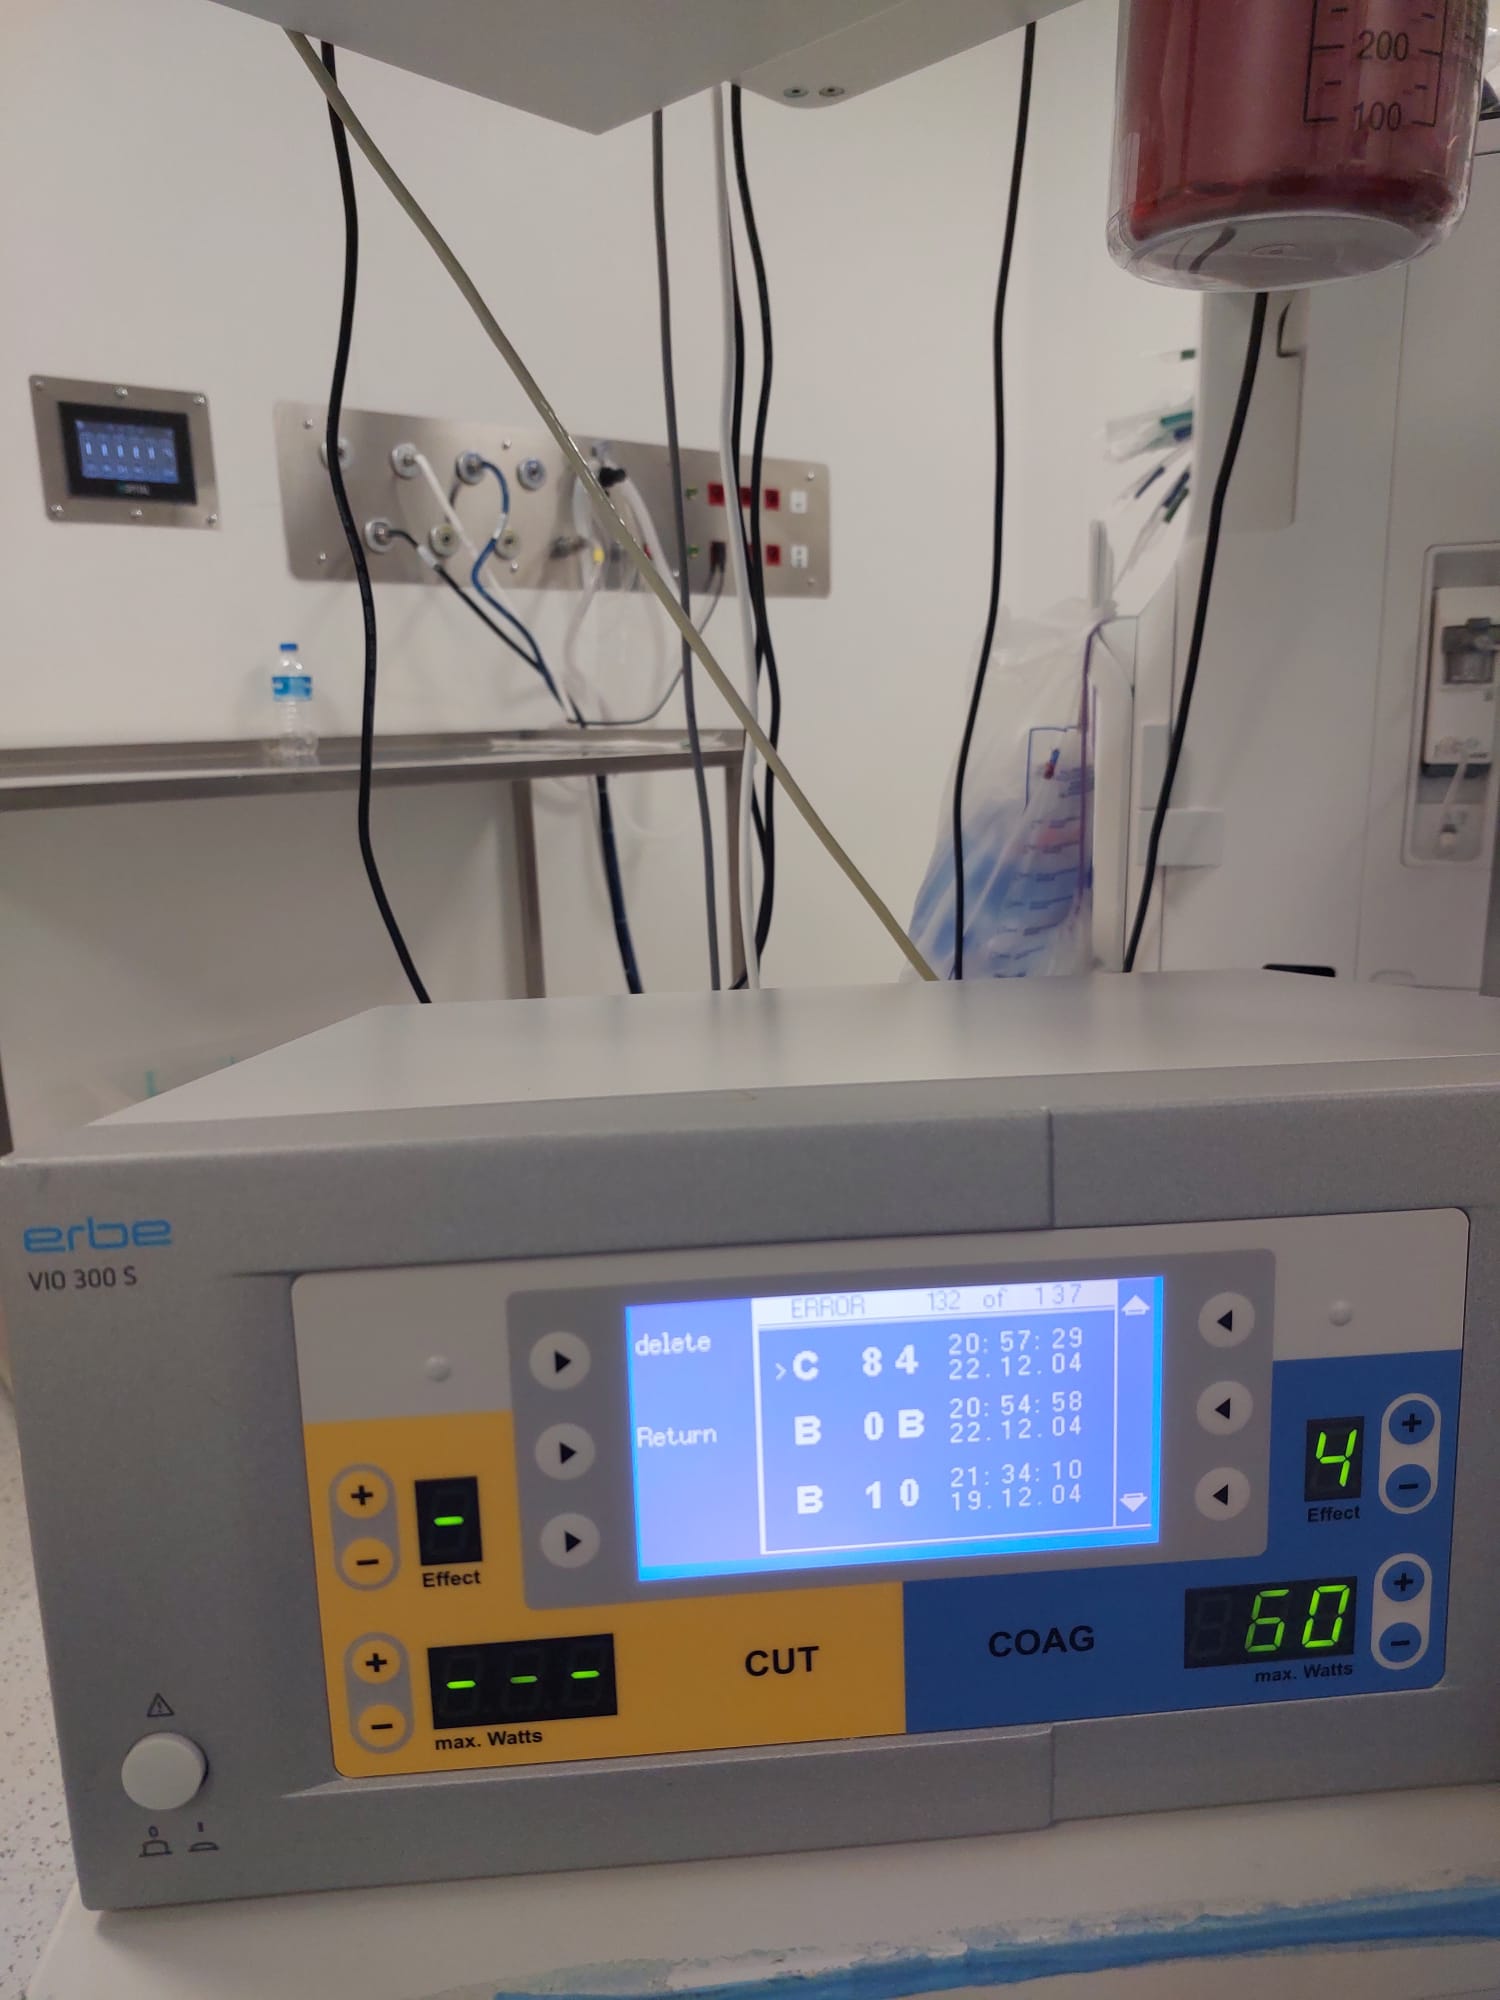 200
100
erbe
VIO 300 S
ERROR 132 of 137
delete
>C 84 20:57:29
22.12.04
Return
B 0B 20:54:58
22.12.04
B 10 21:34:10
19.12.04
+
-
-
Effect
+
-
---
max. Watts
CUT
COAG
4
+
-
Effect
60
+
-
max. Watts